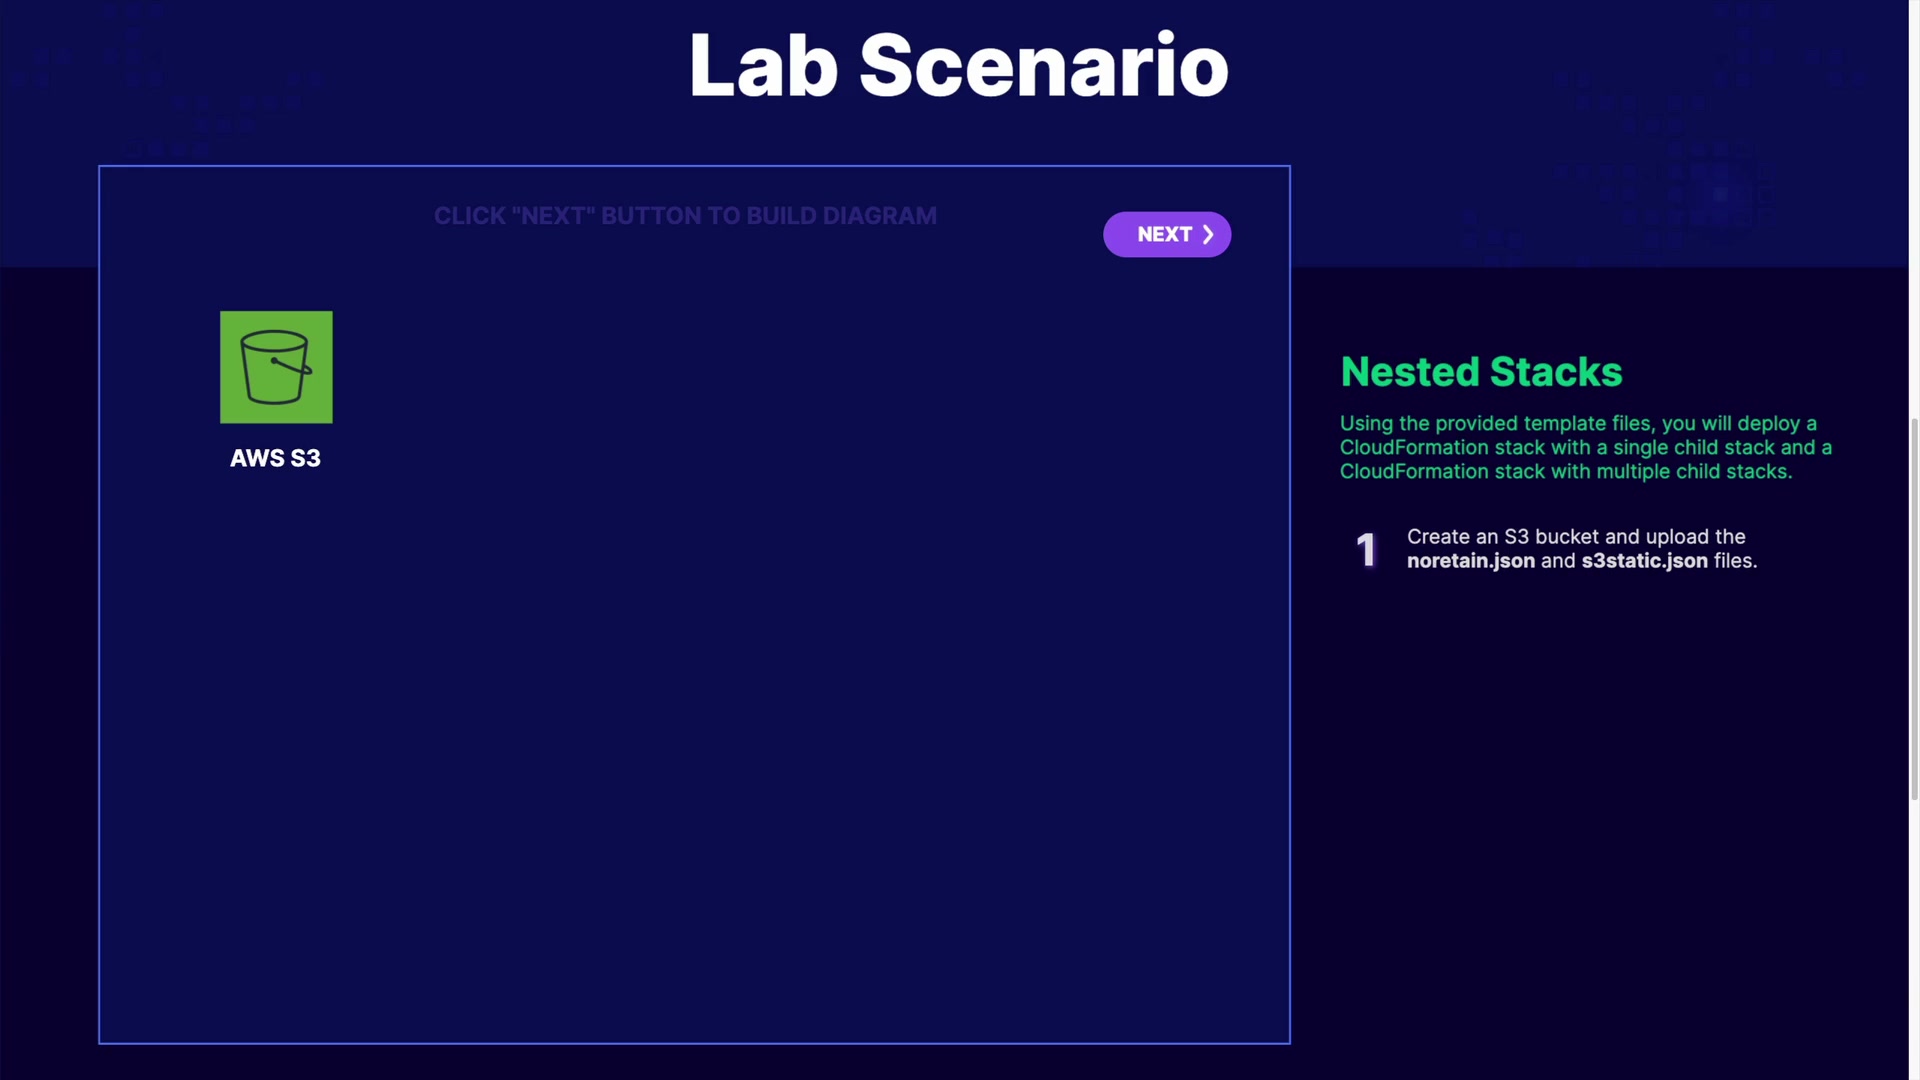 Lab Scenario
CLICK "NEXT" BUTTON TO BUILD DIAGRAM
NEXT
AWS S3
Nested Stacks
Using the provided template files, you will deploy a
CloudFormation stack with a single child stack and a
CloudFormation stack with multiple child stacks.
1
Create an S3 bucket and upload the
noretain.json and s3static.json files.